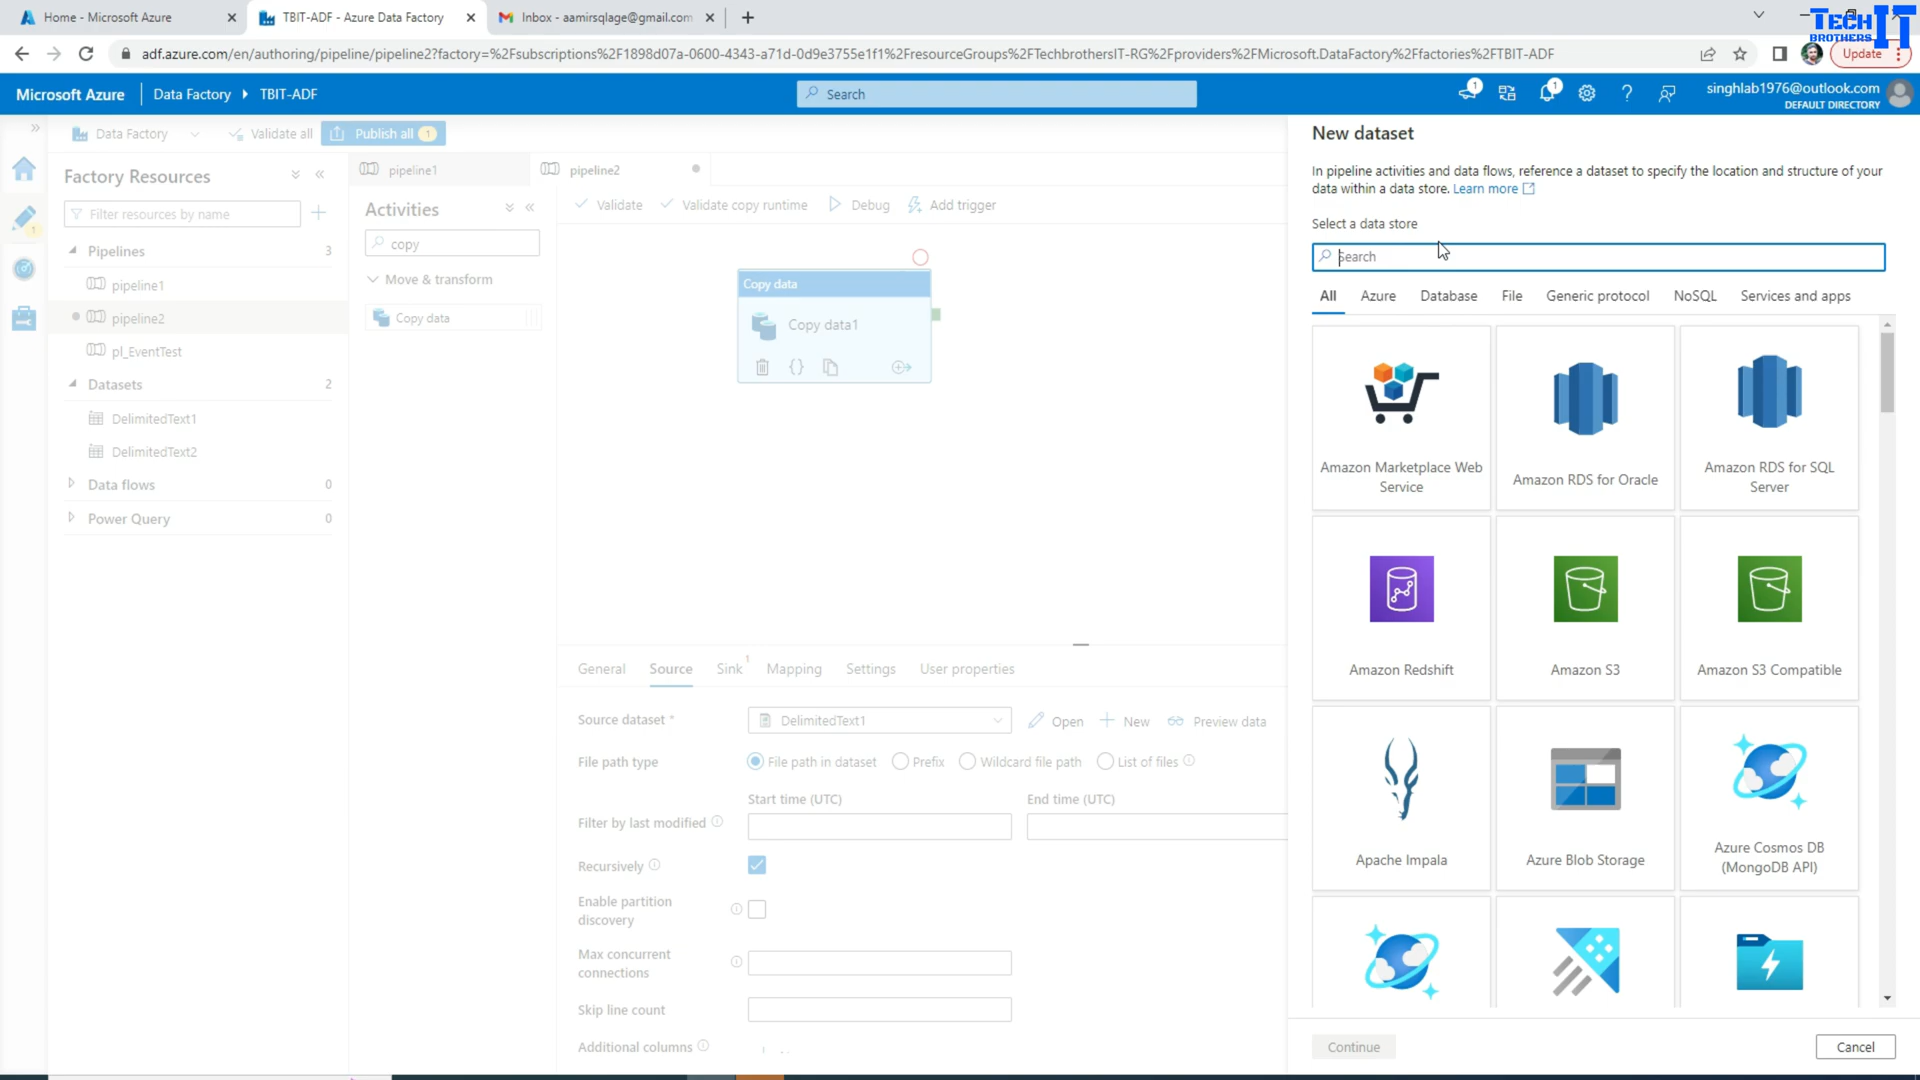 Home - Microsoft Azure
TBIT-ADF - Azure Data Factory
Inbox - aamirsqlage@gmail.com
TECH IT
BROTHERS
adf.azure.com/en/authoring/pipeline/pipeline2?factory=%2Fsubscriptions%2F1898d07a-0600-4343-a71d-0d9e3755e1f1%2FresourceGroups%2FTechbrothersIT-RG%2Fproviders%2FMicrosoft.DataFactory%2Ffactories%2FTBIT-ADF
Update
Microsoft Azure
Data Factory
TBIT-ADF
Search
1
1
singhlab1976@outlook.com
DEFAULT DIRECTORY
Data Factory
Validate all
Publish all 1
Factory Resources
Filter resources by name
1
Pipelines 3
pipeline1
pipeline2
pl_EventTest
Datasets 2
DelimitedText1
DelimitedText2
Data flows 0
Power Query 0
pipeline1
pipeline2
Activities
copy
Move & transform
Copy data
Validate
Validate copy runtime
Debug
Add trigger
Copy data
Copy data1
{}
General
Source
Sink 1
Mapping
Settings
User properties
Source dataset *
DelimitedText1
Open
New
Preview data
File path type
File path in dataset
Prefix
Wildcard file path
List of files
Start time (UTC)
End time (UTC)
Filter by last modified
Recursively
Enable partition
discovery
Max concurrent
connections
Skip line count
Additional columns
New dataset
In pipeline activities and data flows, reference a dataset to specify the location and structure of your
data within a data store. Learn more
Select a data store
Search
All
Azure
Database
File
Generic protocol
NoSQL
Services and apps
Amazon Marketplace Web
Service
Amazon RDS for Oracle
Amazon RDS for SQL
Server
Amazon Redshift
Amazon S3
Amazon S3 Compatible
Apache Impala
Azure Blob Storage
Azure Cosmos DB
(MongoDB API)
Continue
Cancel